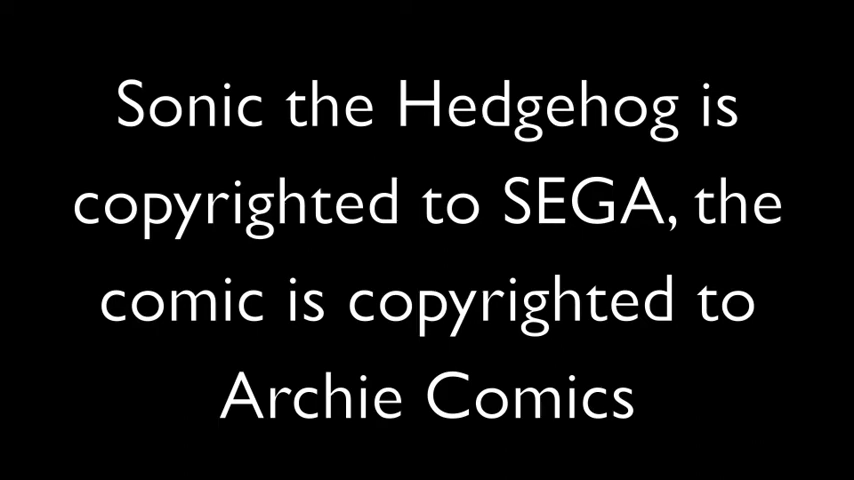 Sonic the Hedgehog is
copyrighted to SEGA, the
comic is copyrighted to
Archie Comics